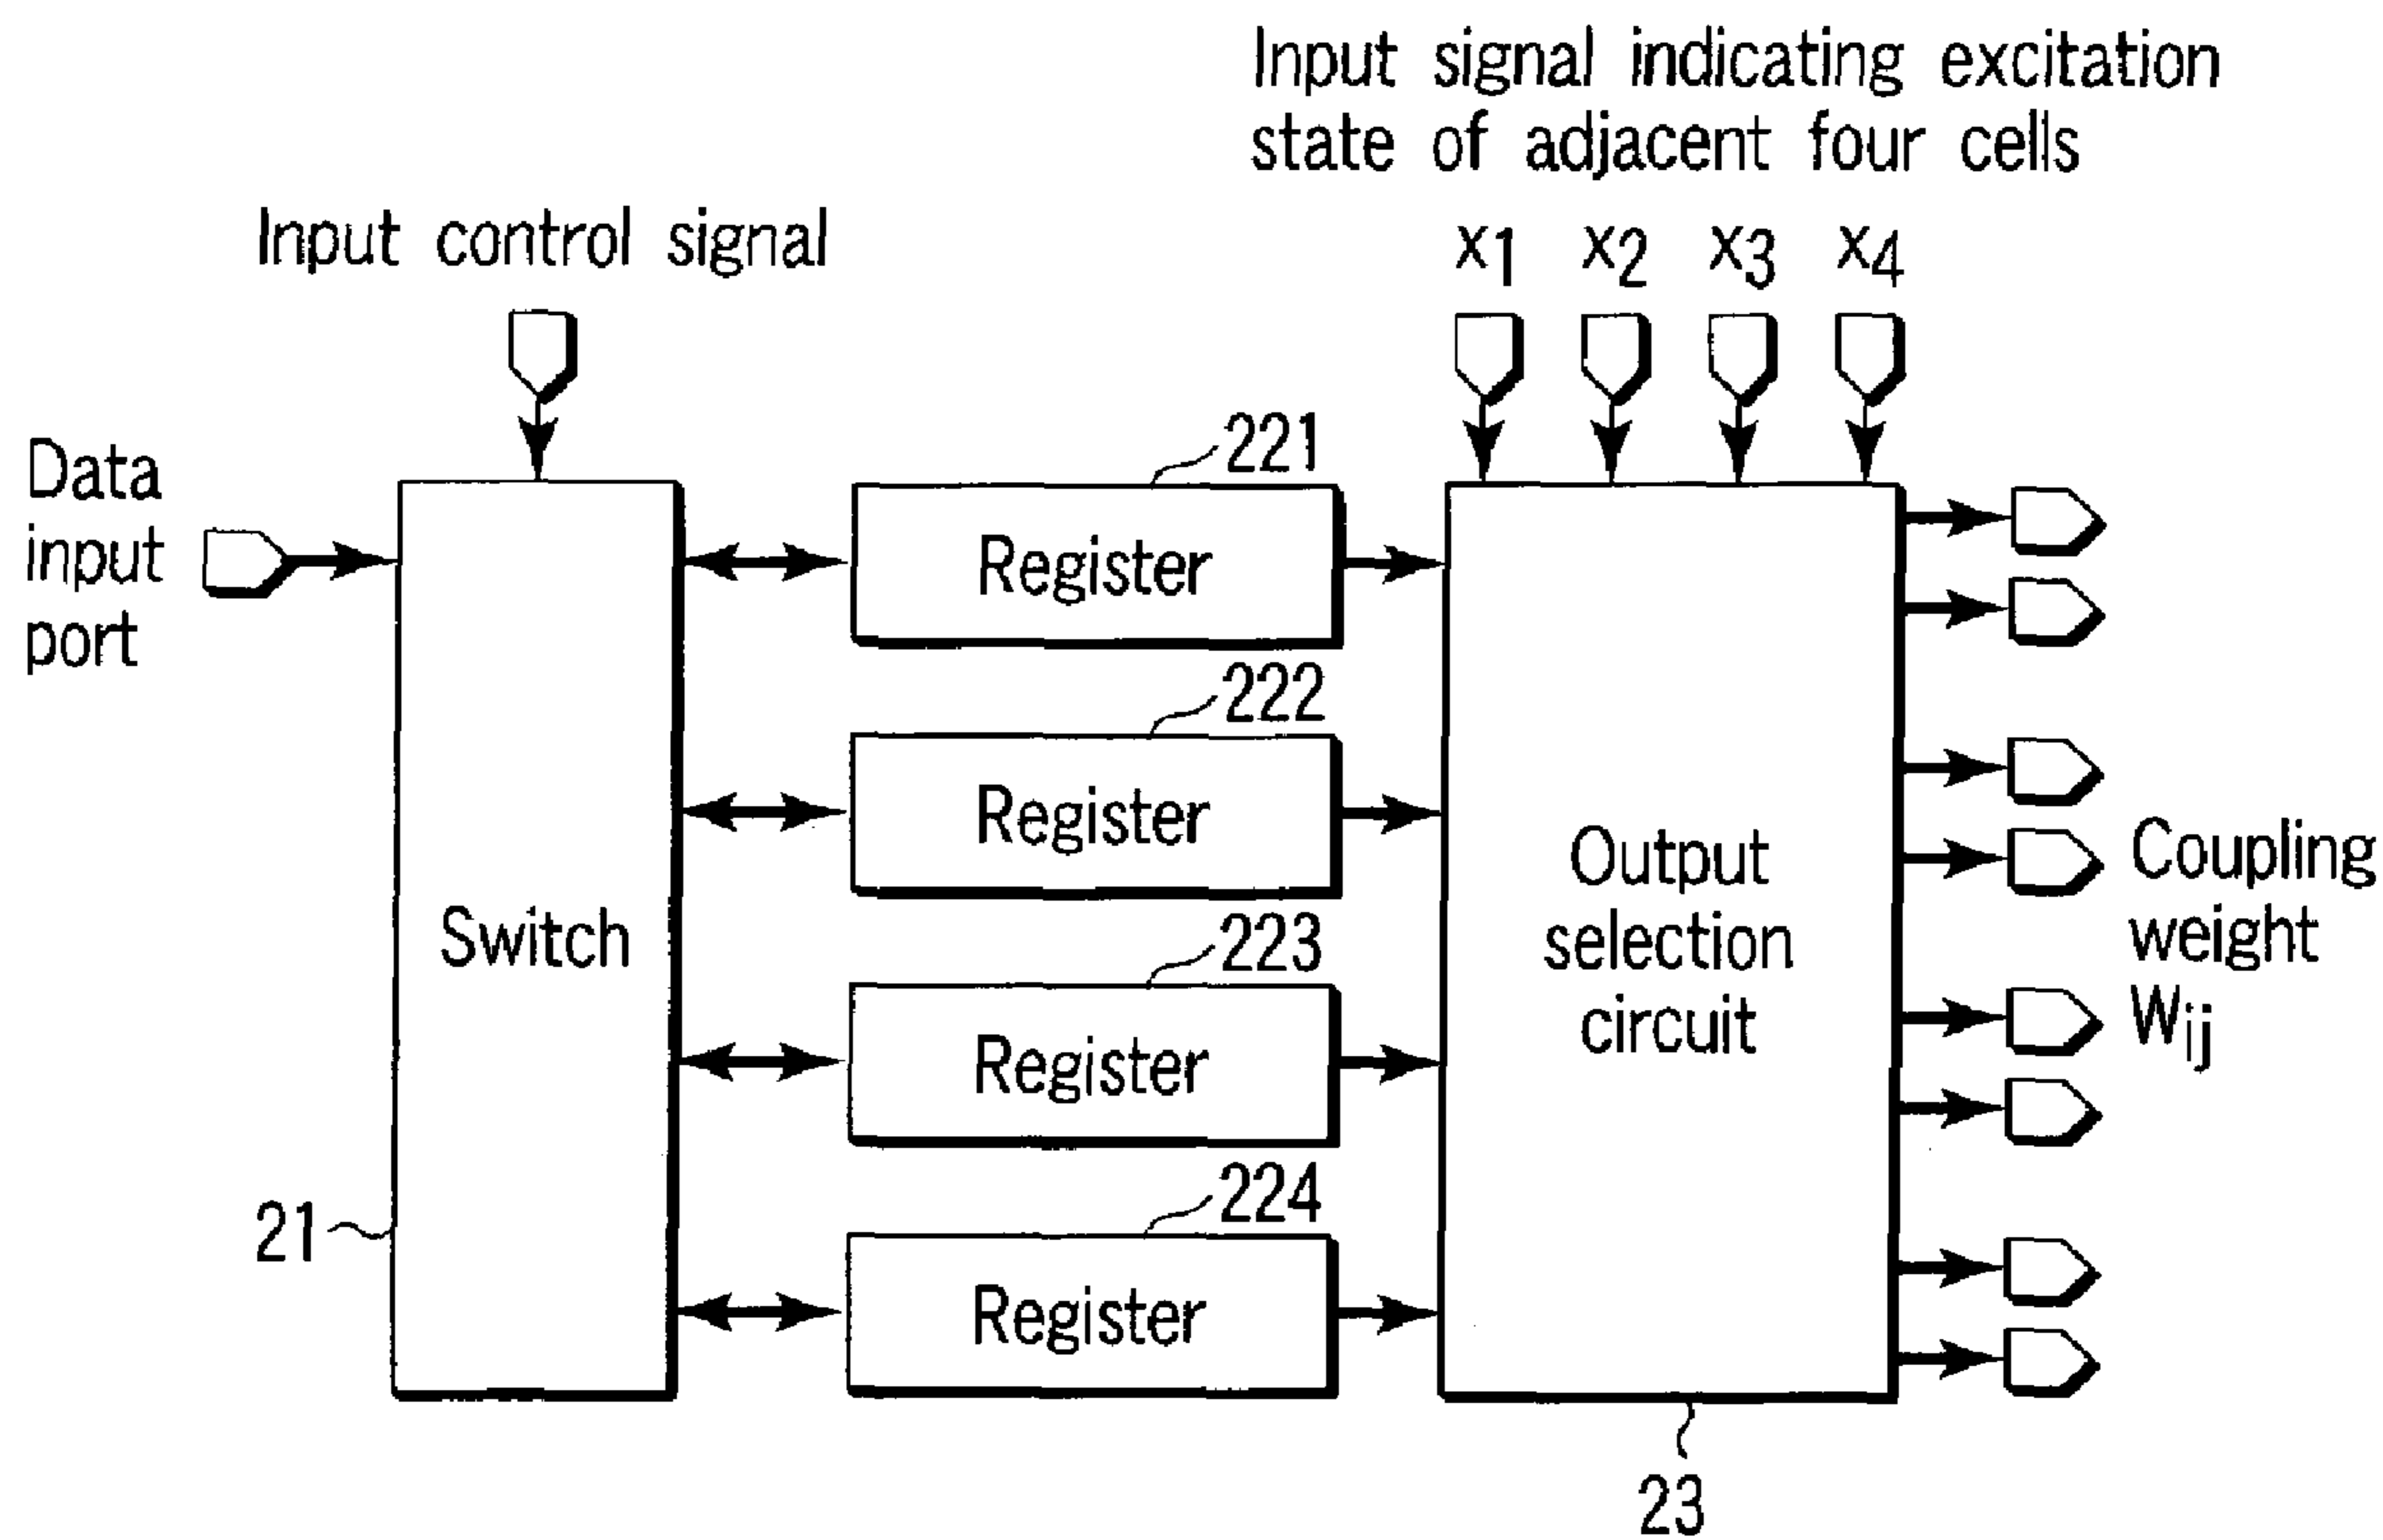 Input signal indicating excitation
state of adjacent four cells
Input control signal
x1 x2 x3 x4
Data
input
port
221
Register
222
Register
223
Register
224
Register
Switch
21
Output
selection
circuit
23
Coupling
weight
Wij